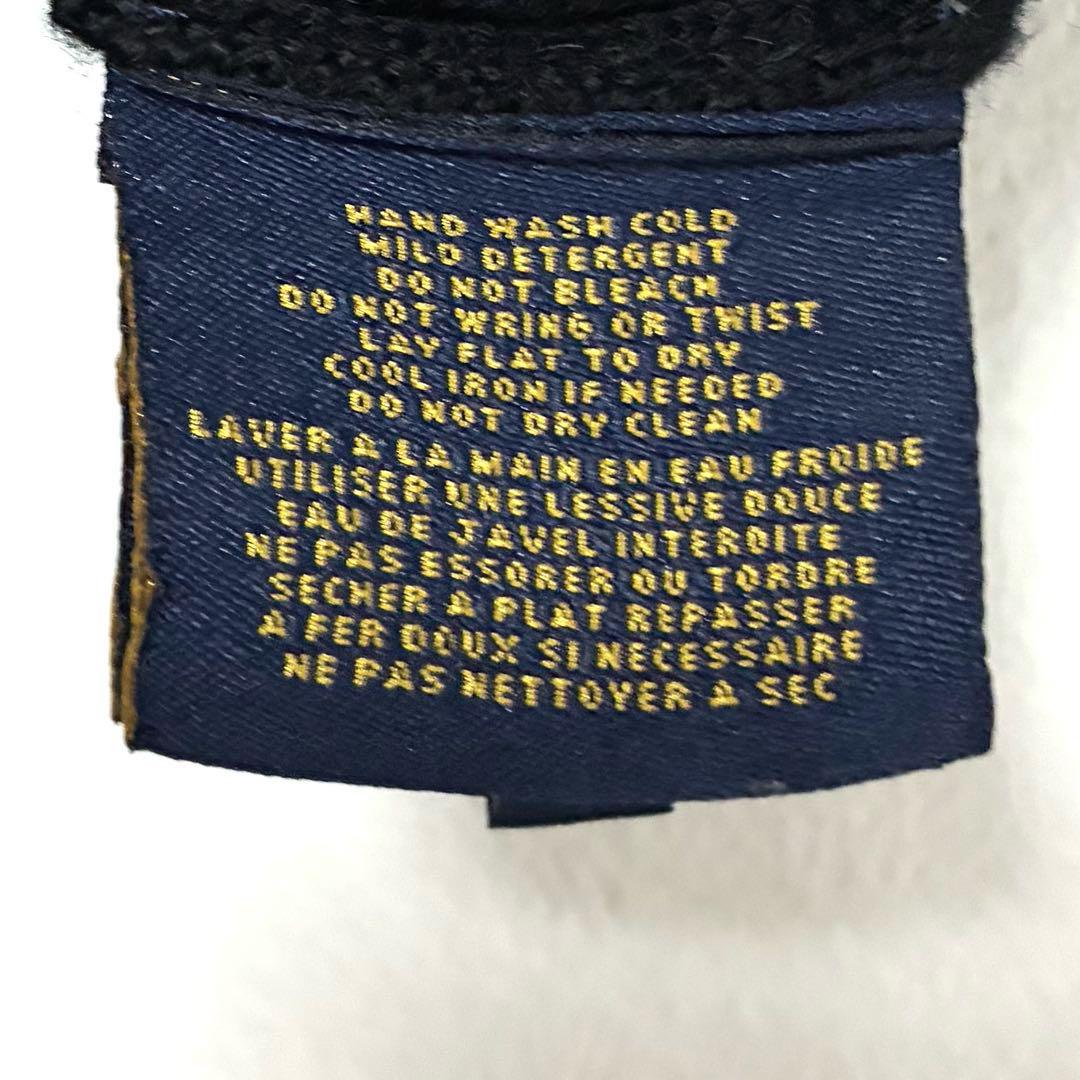 HAND WASH COLD
MILD DETERGENT
DO NOT BLEACH
DO NOT WRING OR TWIST
LAY FLAT TO DRY
COOL IRON IF NEEDED
DO NOT DRY CLEAN
LAVER A LA MAIN EN EAU FROIDE
UTILISER UNE LESSIVE DOUCE
EAU DE JAVEL INTERDITE
NE PAS ESSORER OU TORDRE
SECHER A PLAT REPASSER
A FER DOUX SI NECESSAIRE
NE PAS NETTOYER A SEC